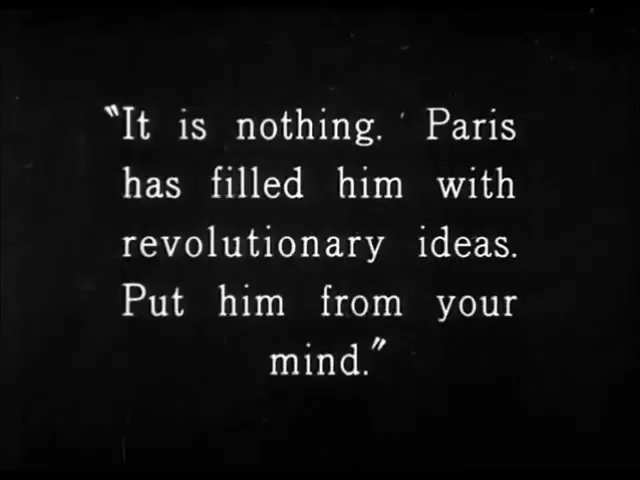 "It is nothing. Paris
has filled him with
revolutionary ideas.
Put him from your
mind."